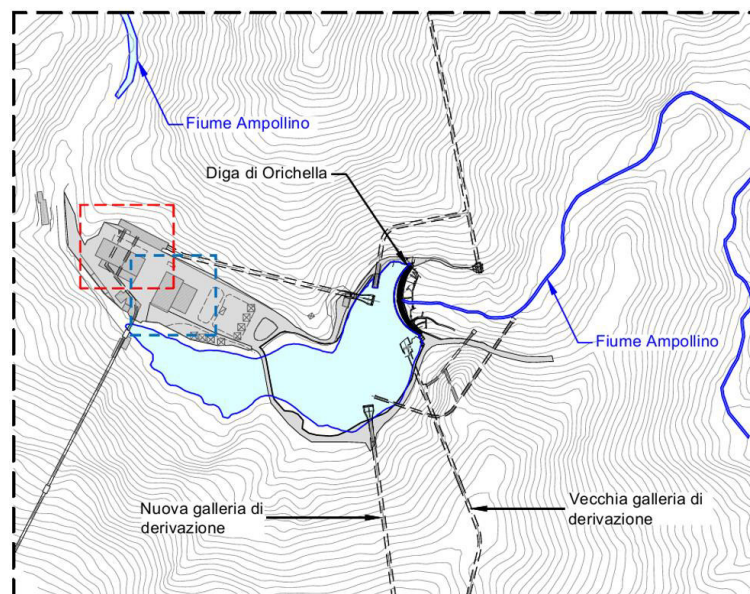 Fiume Ampollino
Diga di Orichella
Fiume Ampollino
Nuova galleria di
derivazione
Vecchia galleria di
derivazione